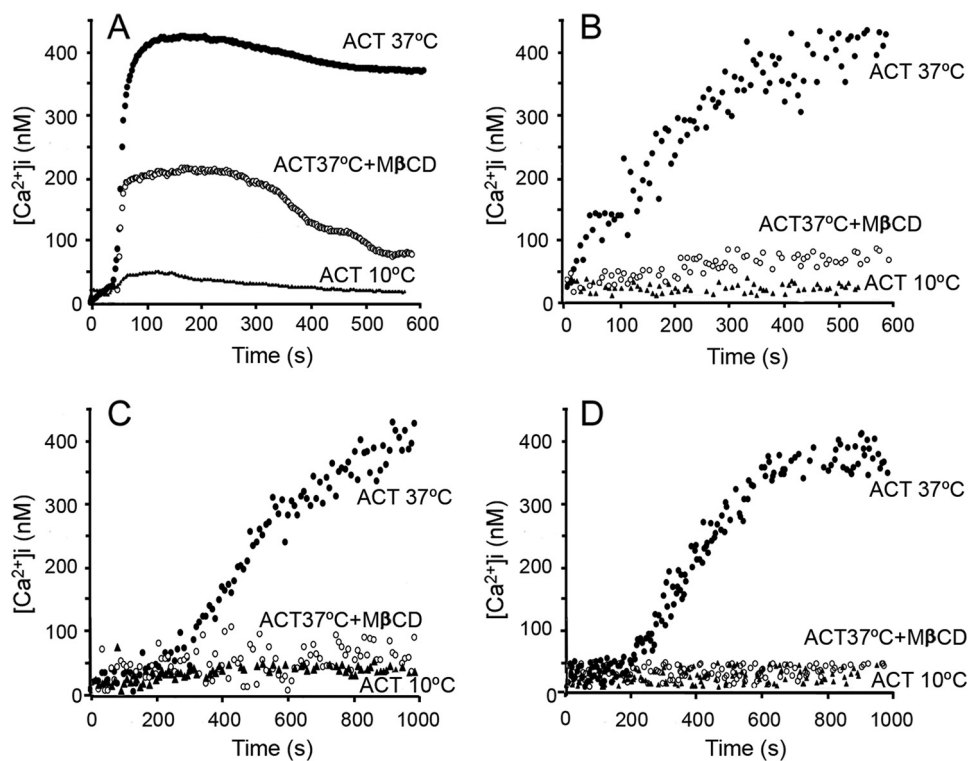 A
ACT 37ºC
ACT37ºC+MβCD
ACT 10ºC
[Ca2+]i (nM)
400
300
200
100
0
0 100 200 300 400 500 600
Time (s)
B
ACT 37ºC
ACT37ºC+MβCD
ACT 10ºC
[Ca2+]i (nM)
400
300
200
100
0
0 100 200 300 400 500 600
Time (s)
C
ACT 37ºC
ACT37ºC+MβCD
ACT 10ºC
[Ca2+]i (nM)
400
300
200
100
0
0 200 400 600 800 1000
Time (s)
D
ACT 37ºC
ACT37ºC+MβCD
ACT 10ºC
[Ca2+]i (nM)
400
300
200
100
0
0 200 400 600 800 1000
Time (s)